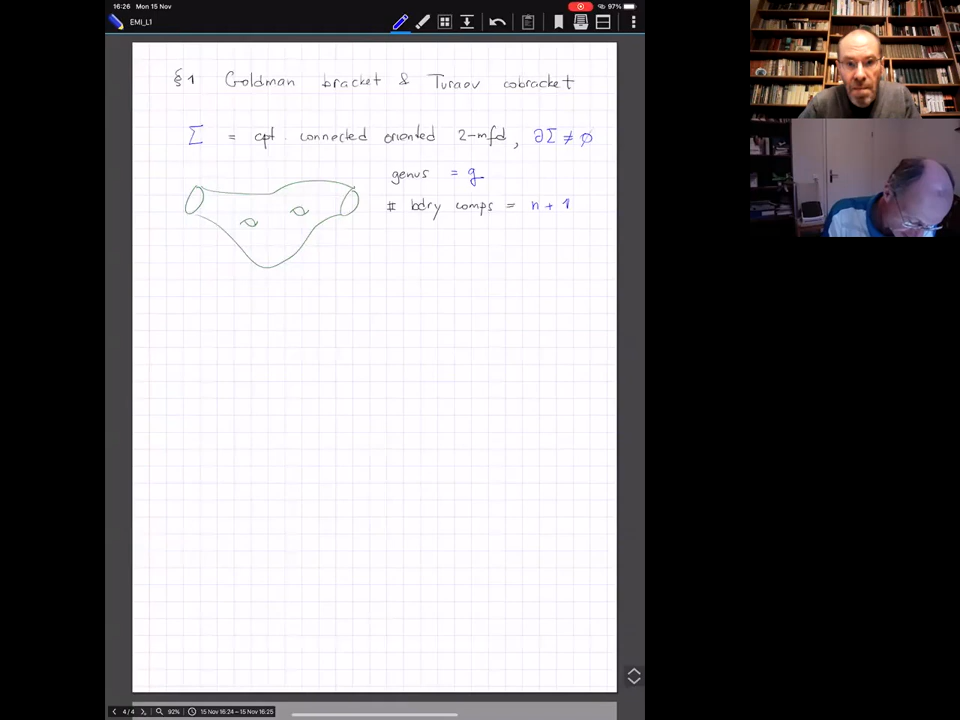 16:26 Mon 15 Nov
97%
EMI_L1
§1 Goldman bracket & Turaev cobracket
Σ = cpt. connected oriented 2-mfd, ∂Σ ≠ ∅
genus = g
# bdry comps = n + 1
4/4
92%
15 Nov 16:24 – 15 Nov 16:25